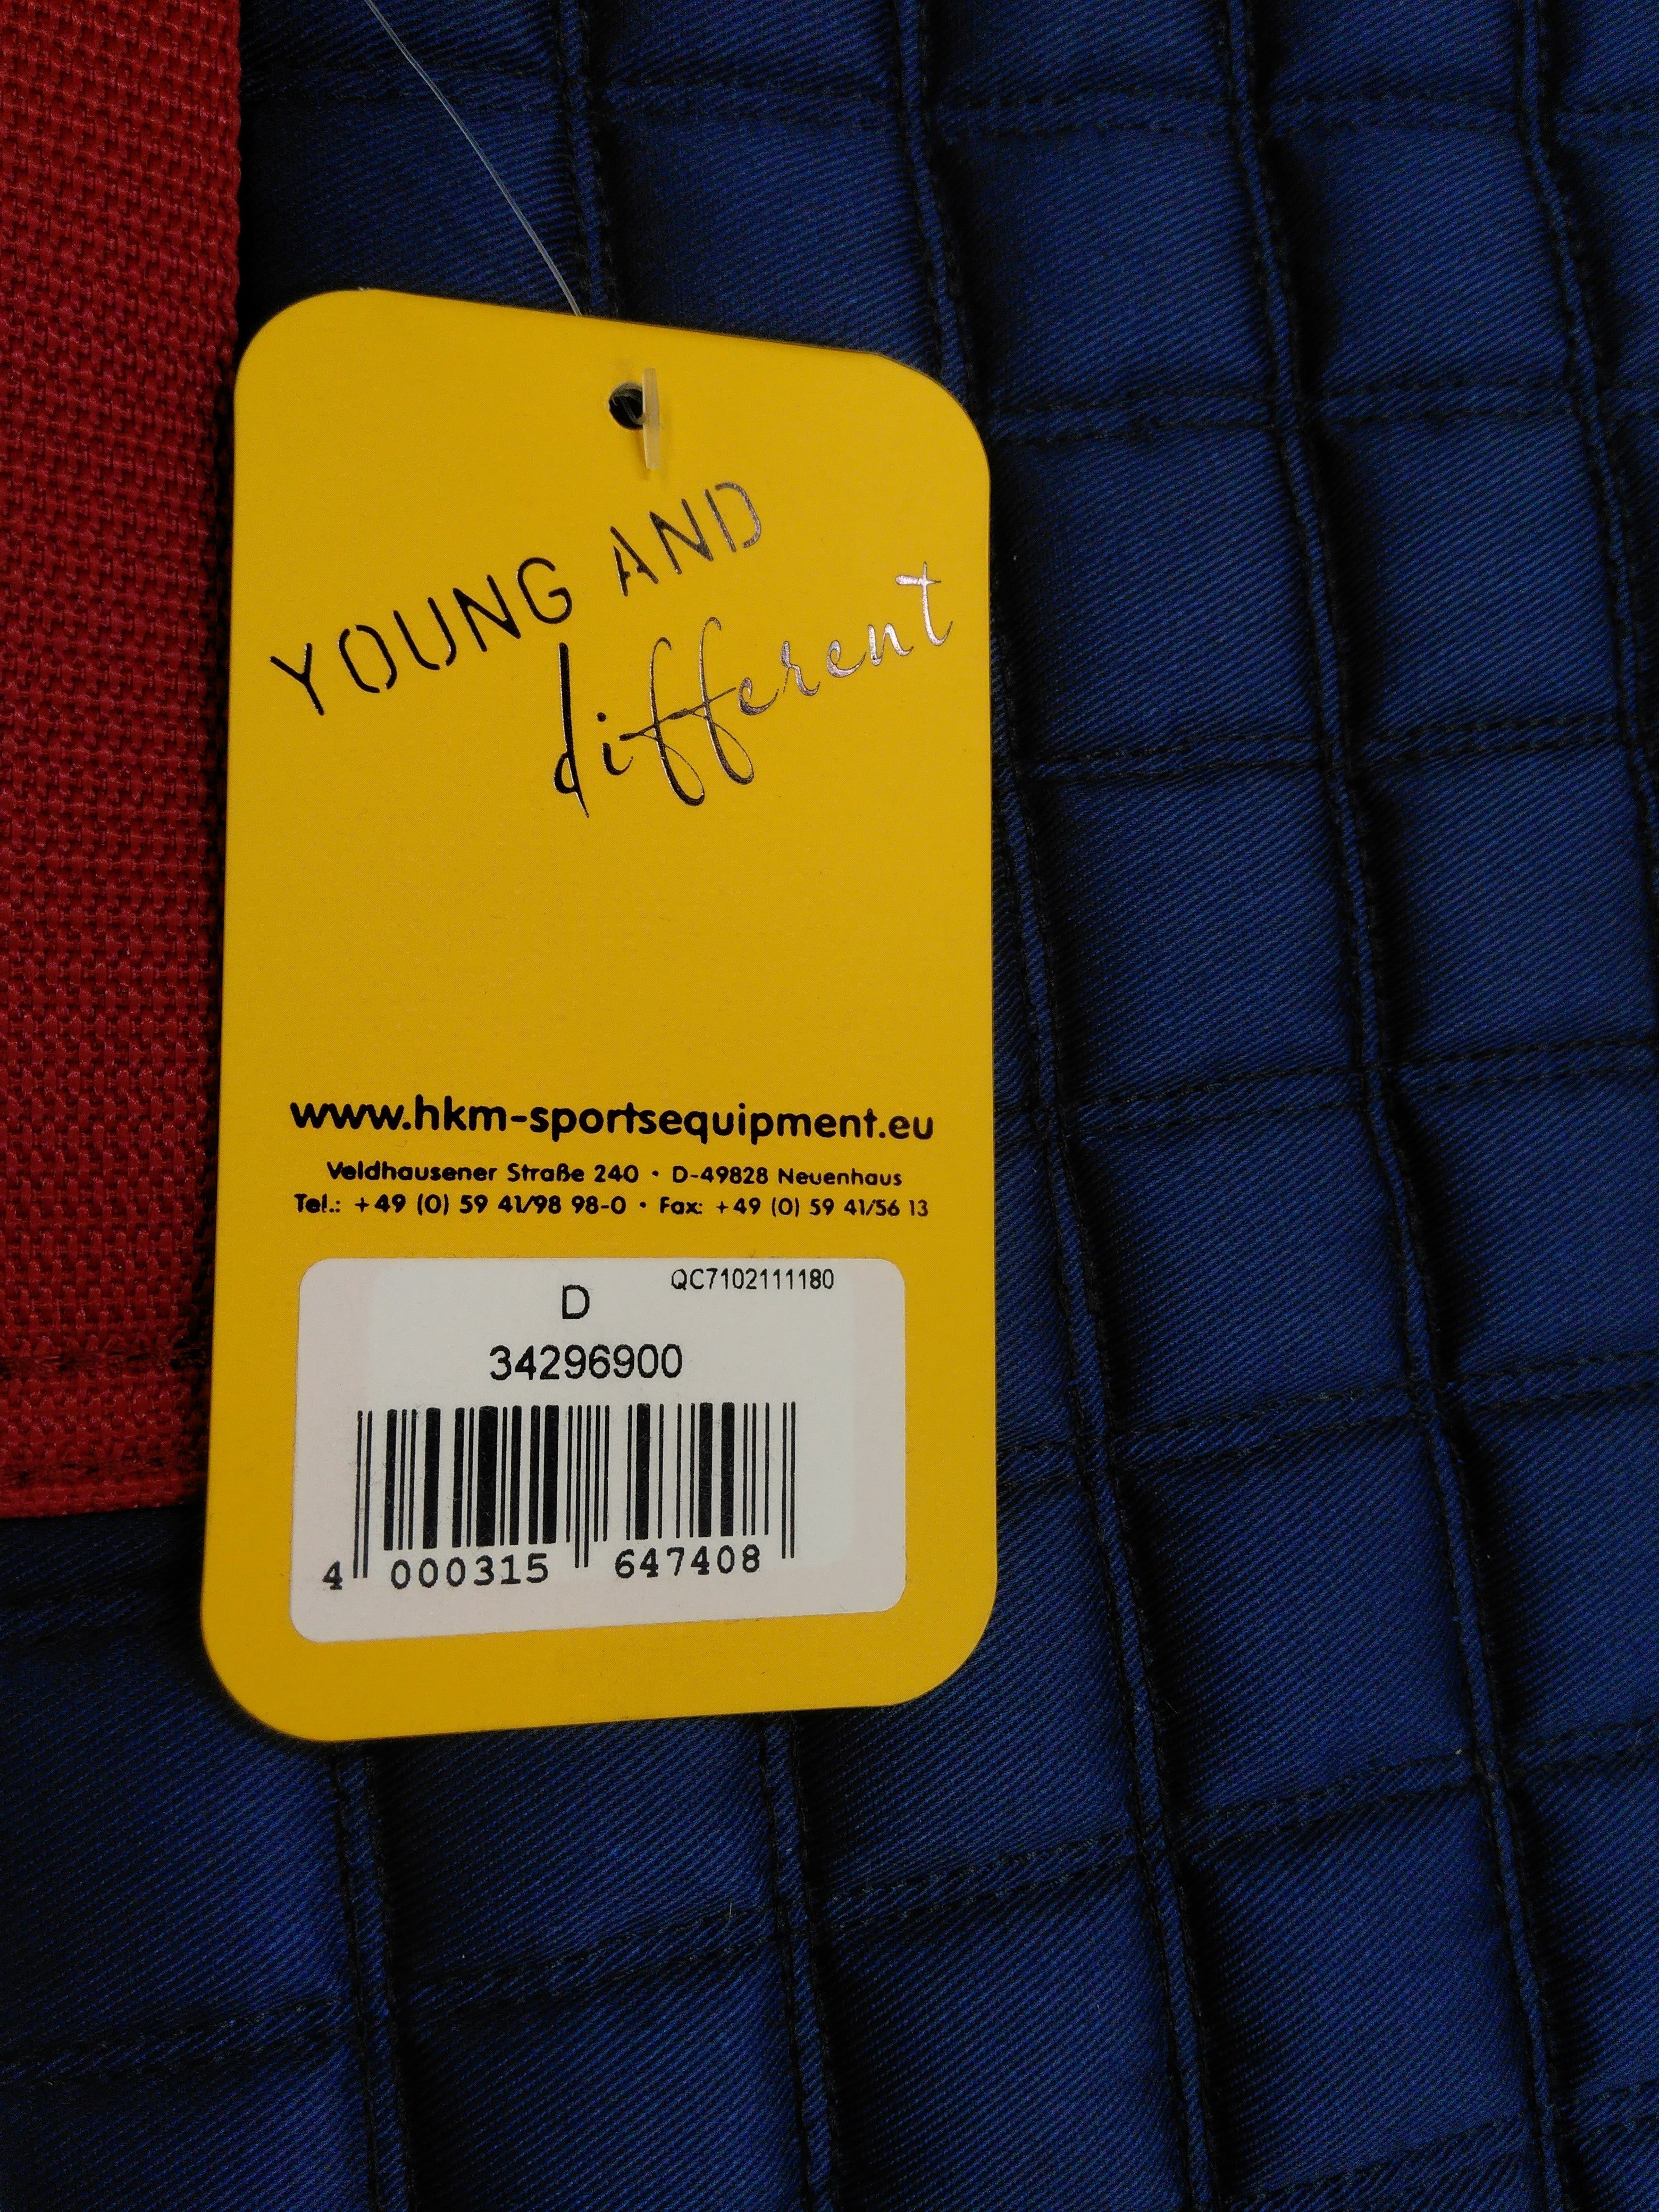 YOUNG AND
different
www.hkm-sportsequipment.eu
Veldhausener Straße 240 • D-49828 Neuenhaus
Tel.: +49 (0) 59 41/98 98-0 • Fax: +49 (0) 59 41/56 13
QC7102111180
D
34296900
4 000315 647408